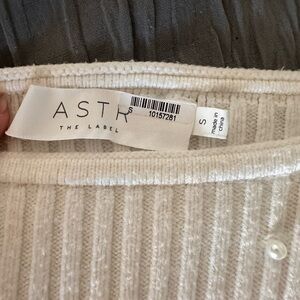 ASTR
THE LABEL
S
10157281
S
made in
china